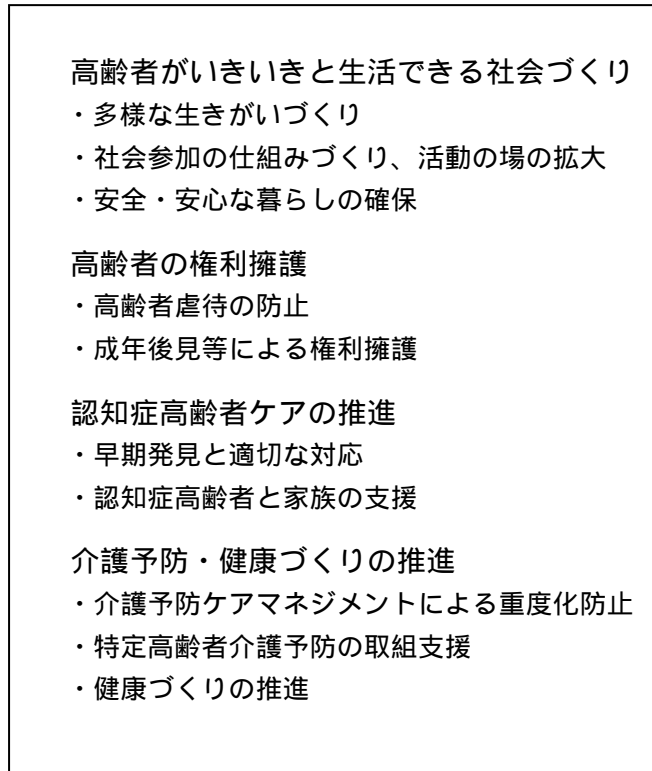 高齢者がいきいきと生活できる社会づくり
・多様な生きがいづくり
・社会参加の仕組みづくり、活動の場の拡大
・安全・安心な暮らしの確保
高齢者の権利擁護
・高齢者虐待の防止
・成年後見等による権利擁護
認知症高齢者ケアの推進
・早期発見と適切な対応
・認知症高齢者と家族の支援
介護予防・健康づくりの推進
・介護予防ケアマネジメントによる重度化防止
・特定高齢者介護予防の取組支援
・健康づくりの推進